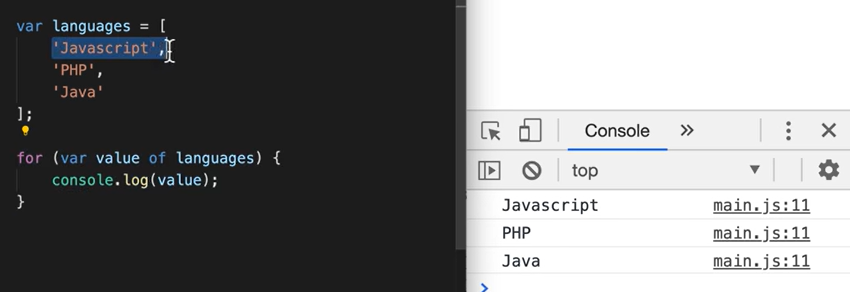 var languages = [
'Javascript',
'PHP',
'Java'
];
for (var value of languages) {
console.log(value);
}
Console
top
Javascript main.js:11
PHP main.js:11
Java main.js:11